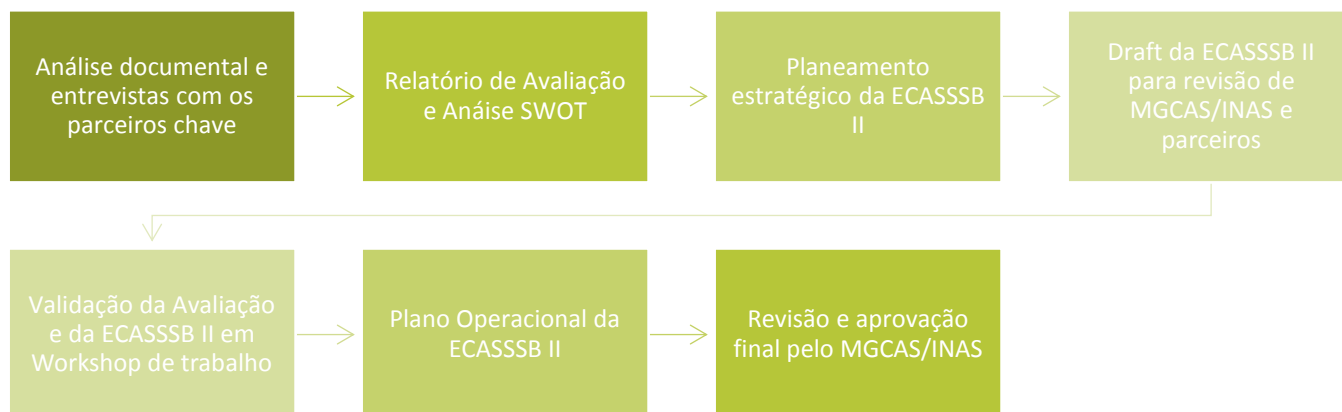 Análise documental e
entrevistas com os
parceiros chave
Relatório de Avaliação
e Anáise SWOT
Planeamento
estratégico da ECASSSB
II
Draft da ECASSSB II
para revisão de
MGCAS/INAS e
parceiros
Validação da Avaliação
e da ECASSSB II em
Workshop de trabalho
Plano Operacional da
ECASSSB II
Revisão e aprovação
final pelo MGCAS/INAS